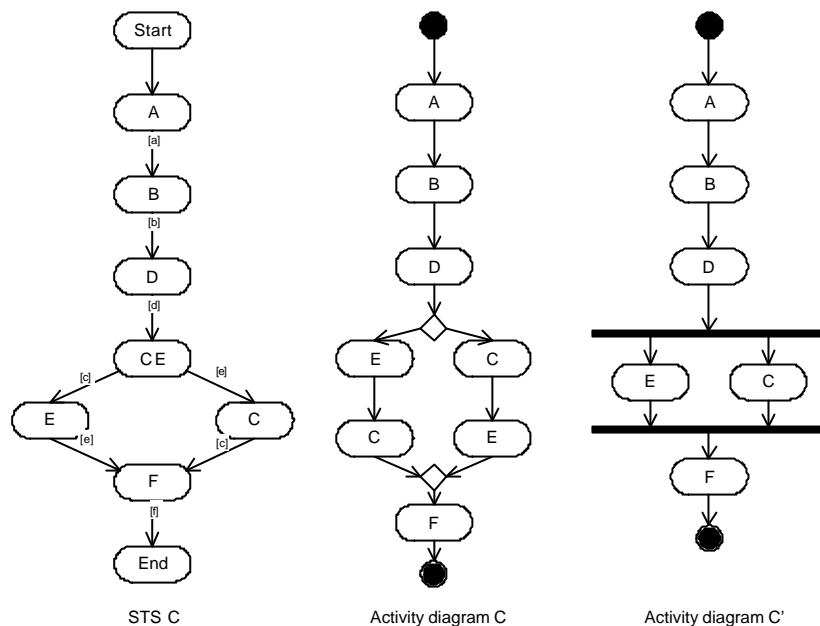 Start
A
[a]
B
[b]
D
[d]
C E
[c]
[e]
E
C
[e]
[c]
F
[f]
End
STS C
A
B
D
E
C
C
E
F
Activity diagram C
A
B
D
E
C
F
Activity diagram C’